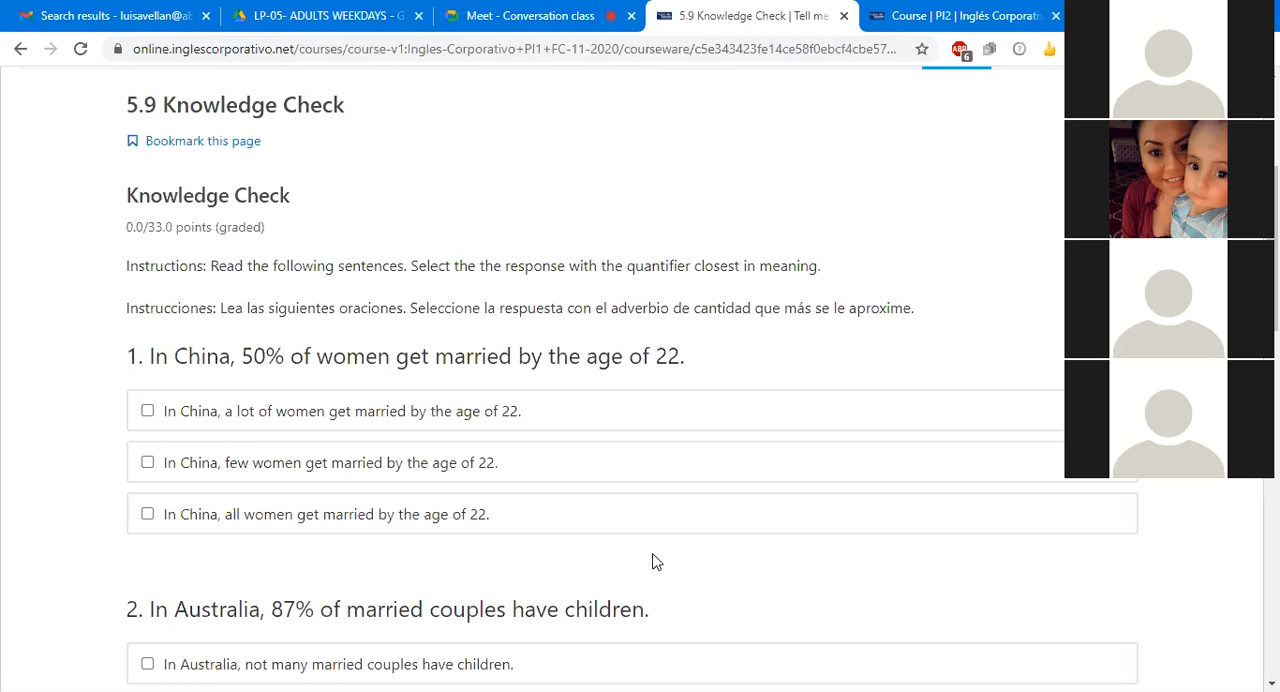 Search results - luisavellan@ab
LP-05- ADULTS WEEKDAYS - G
Meet - Conversation class
5.9 Knowledge Check | Tell me
Course | PI2 | Inglés Corporati
online.inglescorporativo.net/courses/course-v1:Ingles-Corporativo+PI1+FC-11-2020/courseware/c5e343423fe14ce58f0ebcf4cbe57...
ABP
6
5.9 Knowledge Check
Bookmark this page
Knowledge Check
0.0/33.0 points (graded)
Instructions: Read the following sentences. Select the the response with the quantifier closest in meaning.
Instrucciones: Lea las siguientes oraciones. Seleccione la respuesta con el adverbio de cantidad que más se le aproxime.
1. In China, 50% of women get married by the age of 22.
In China, a lot of women get married by the age of 22.
In China, few women get married by the age of 22.
In China, all women get married by the age of 22.
2. In Australia, 87% of married couples have children.
In Australia, not many married couples have children.